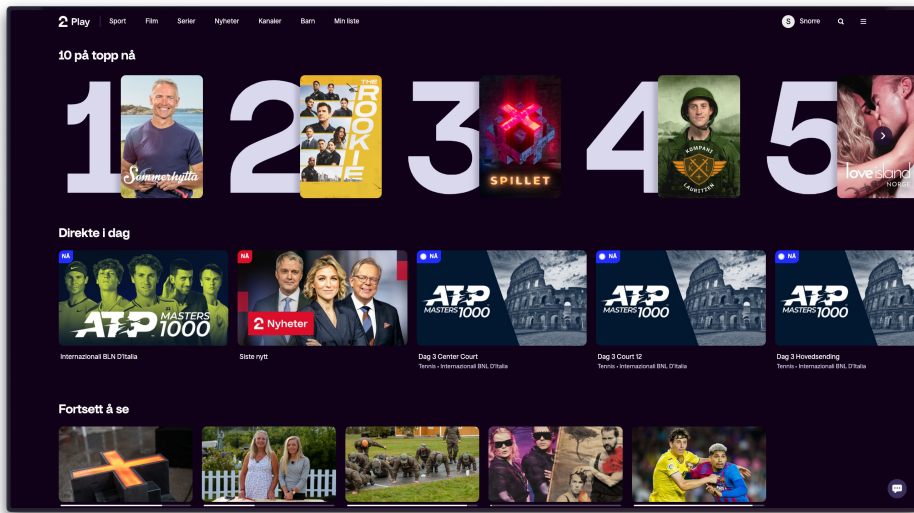 2 Play
Sport
Film
Serier
Nyheter
Kanaler
Barn
Min liste
S
Snorre
10 på topp nå
1
Sommerhytta
2
THE ROOKIE
3
SPILLET
4
KOMPANI
K L
LAURITZEN
5
love island
NORGE
Direkte i dag
NÅ
ATP MASTERS 1000
Internazionali BLN D'Italia
NÅ
2 Nyheter
Siste nytt
NÅ
ATP
MASTERS 1000
Dag 3 Center Court
Tennis • Internazionali BNL D'Italia
NÅ
ATP
MASTERS 1000
Dag 3 Court 12
Tennis • Internazionali BNL D'Italia
NÅ
ATP
MASTERS 1000
Dag 3 Hovedsending
Tennis • Internazionali BNL D'Italia
Fortsett å se